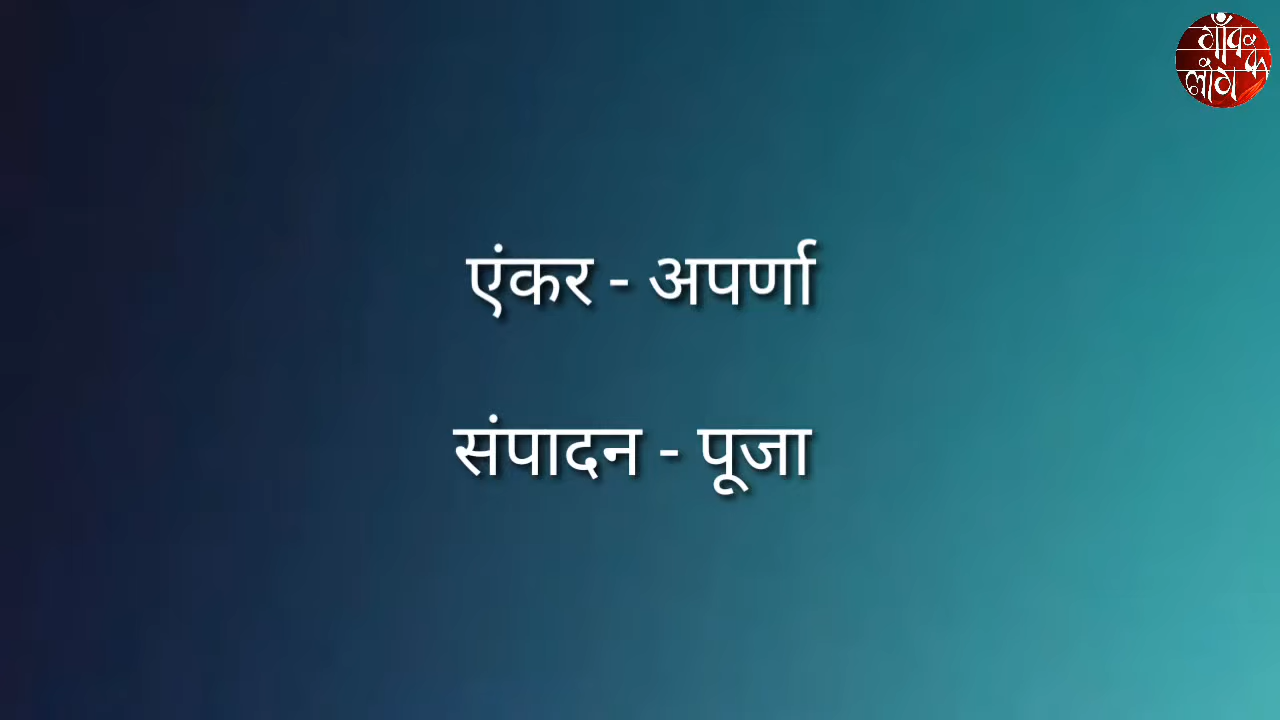 गाँव के
लोग
एंकर - अपर्णा
संपादन - पूजा